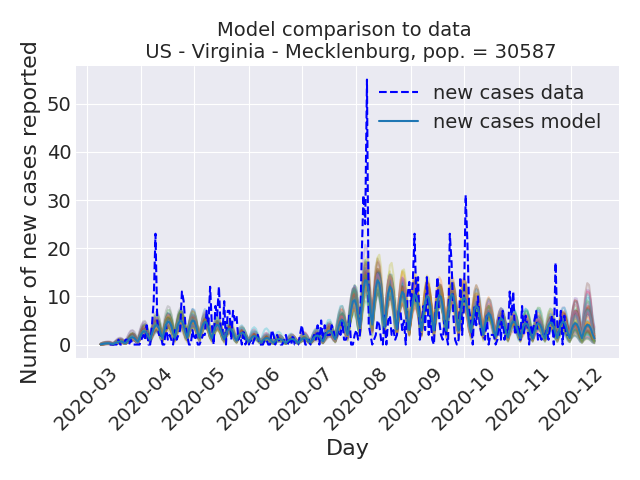 Model comparison to data
US - Virginia - Mecklenburg, pop. = 30587
Number of new cases reported
50
40
30
20
10
0
new cases data
new cases model
2020-03
2020-04
2020-05
2020-06
2020-07
2020-08
2020-09
2020-10
2020-11
2020-12
Day